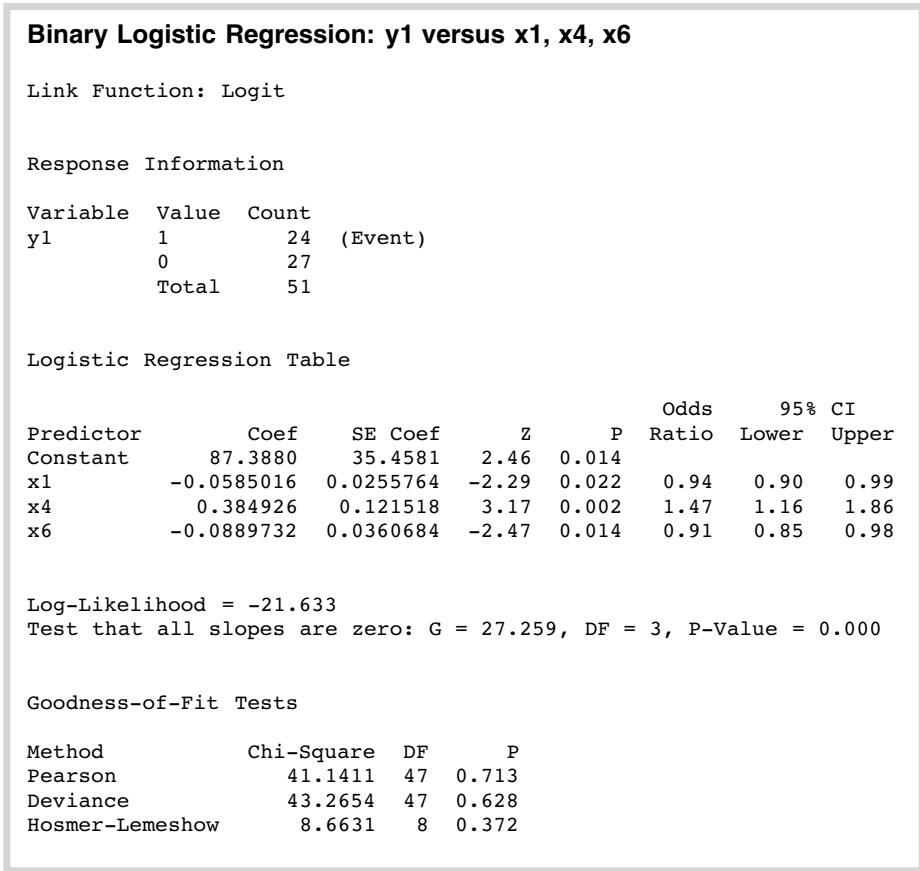 Binary Logistic Regression: y1 versus x1, x4, x6
Link Function: Logit
Response Information
Variable Value Count
y1 1 24 (Event)
0 27
Total 51
Logistic Regression Table
Odds 95% CI
Predictor Coef SE Coef Z P Ratio Lower Upper
Constant 87.3880 35.4581 2.46 0.014
x1 -0.0585016 0.0255764 -2.29 0.022 0.94 0.90 0.99
x4 0.384926 0.121518 3.17 0.002 1.47 1.16 1.86
x6 -0.0889732 0.0360684 -2.47 0.014 0.91 0.85 0.98
Log-Likelihood = -21.633
Test that all slopes are zero: G = 27.259, DF = 3, P-Value = 0.000
Goodness-of-Fit Tests
Method Chi-Square DF P
Pearson 41.1411 47 0.713
Deviance 43.2654 47 0.628
Hosmer-Lemeshow 8.6631 8 0.372